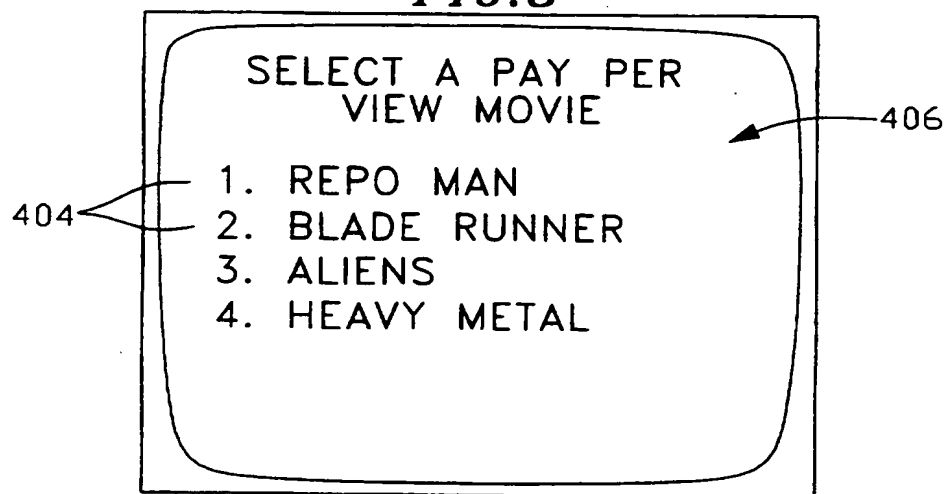 SELECT A PAY PER
VIEW MOVIE
406
1. REPO MAN
404
2. BLADE RUNNER
3. ALIENS
4. HEAVY METAL